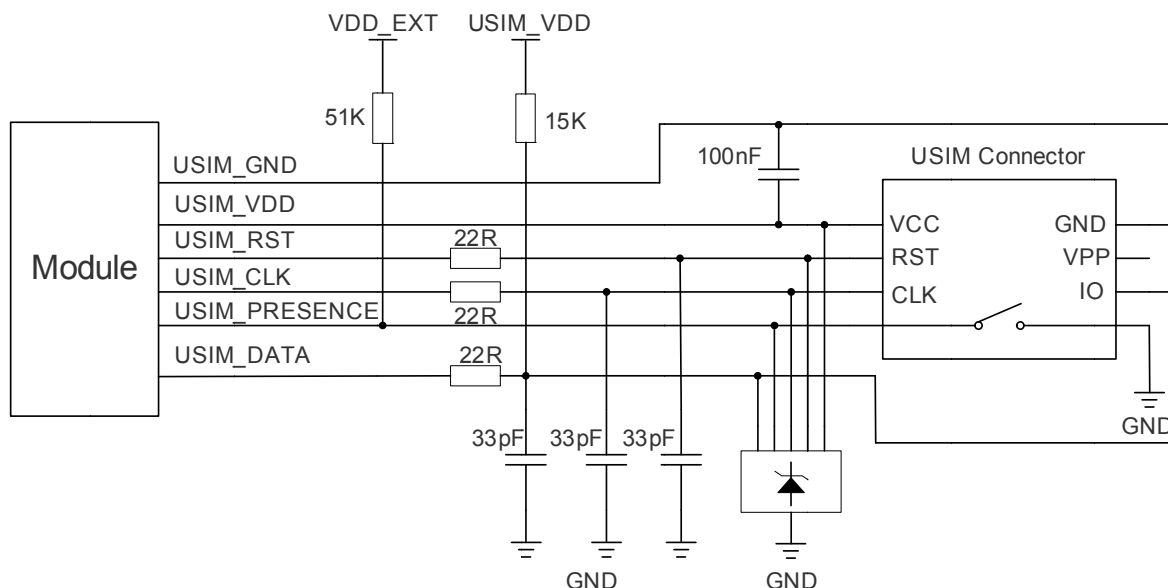 VDD_EXT USIM_VDD
51K 15K
100nF USIM Connector
USIM_GND
USIM_VDD
VCC GND
USIM_RST 22R
RST VPP
Module
USIM_CLK
CLK IO
USIM_PRESENCE 22R
USIM_DATA 22R
GND
33pF 33pF 33pF
GND GND